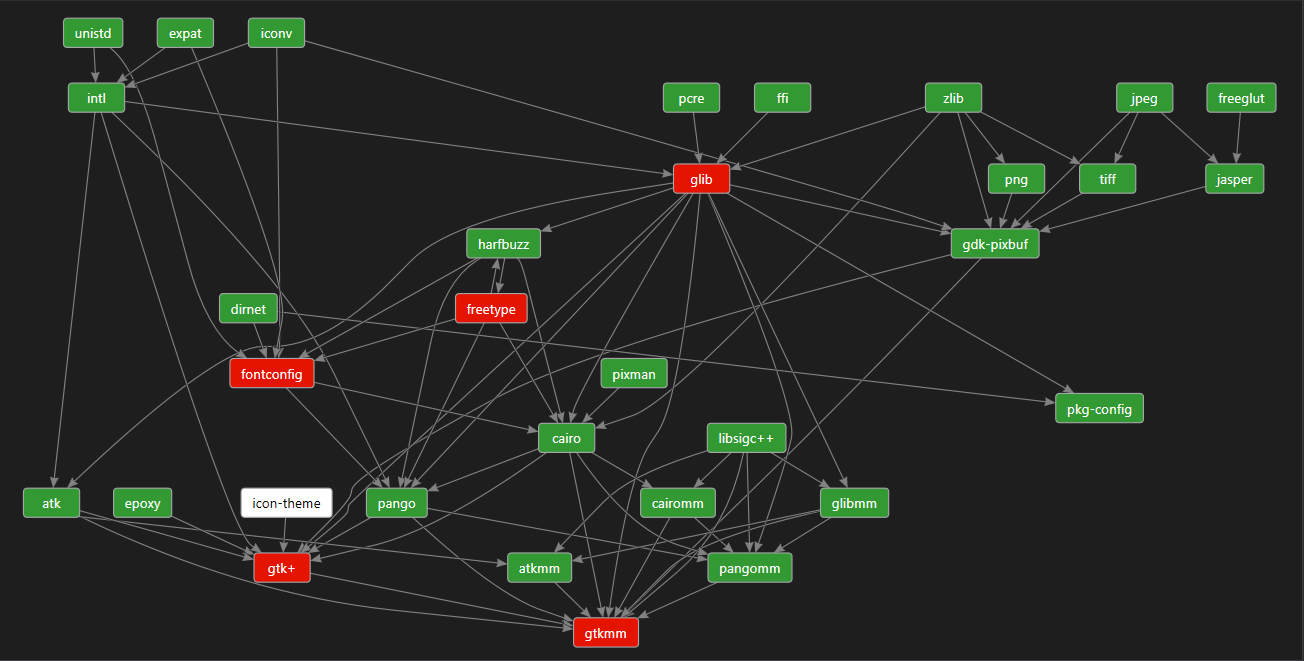 unistd
expat
iconv
intl
pcre
ffi
zlib
jpeg
freeglut
glib
png
tiff
jasper
harfbuzz
gdk-pixbuf
dirnet
freetype
fontconfig
pixman
pkg-config
cairo
libsigc++
atk
epoxy
icon-theme
pango
cairomm
glibmm
gtk+
atkmm
pangomm
gtkmm